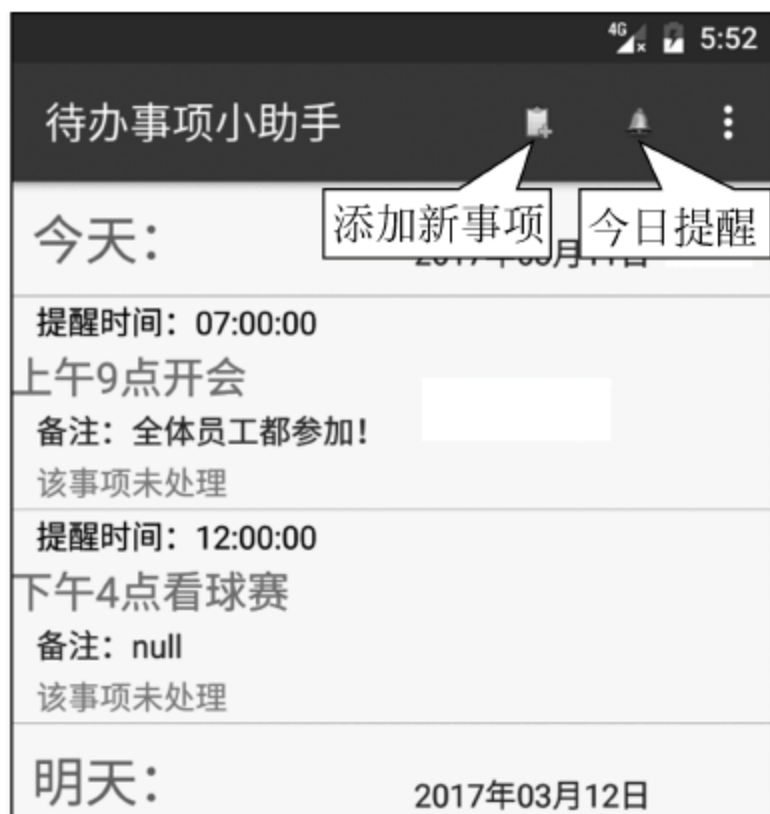 4G 5:52
待办事项小助手
添加新事项 今日提醒
今天：
提醒时间：07:00:00
上午9点开会
备注：全体员工都参加！
该事项未处理
提醒时间：12:00:00
下午4点看球赛
备注：null
该事项未处理
明天： 2017年03月12日